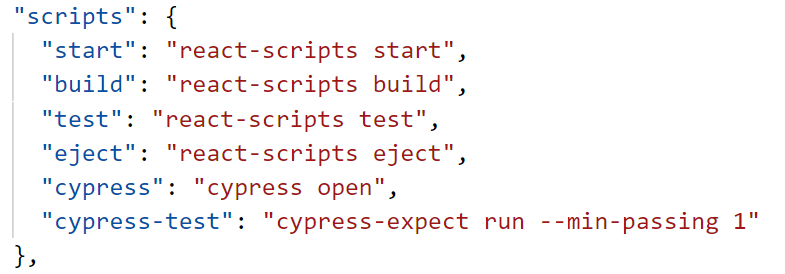 "scripts": {
"start": "react-scripts start",
"build": "react-scripts build",
"test": "react-scripts test",
"eject": "react-scripts eject",
"cypress": "cypress open",
"cypress-test": "cypress-expect run --min-passing 1"
},